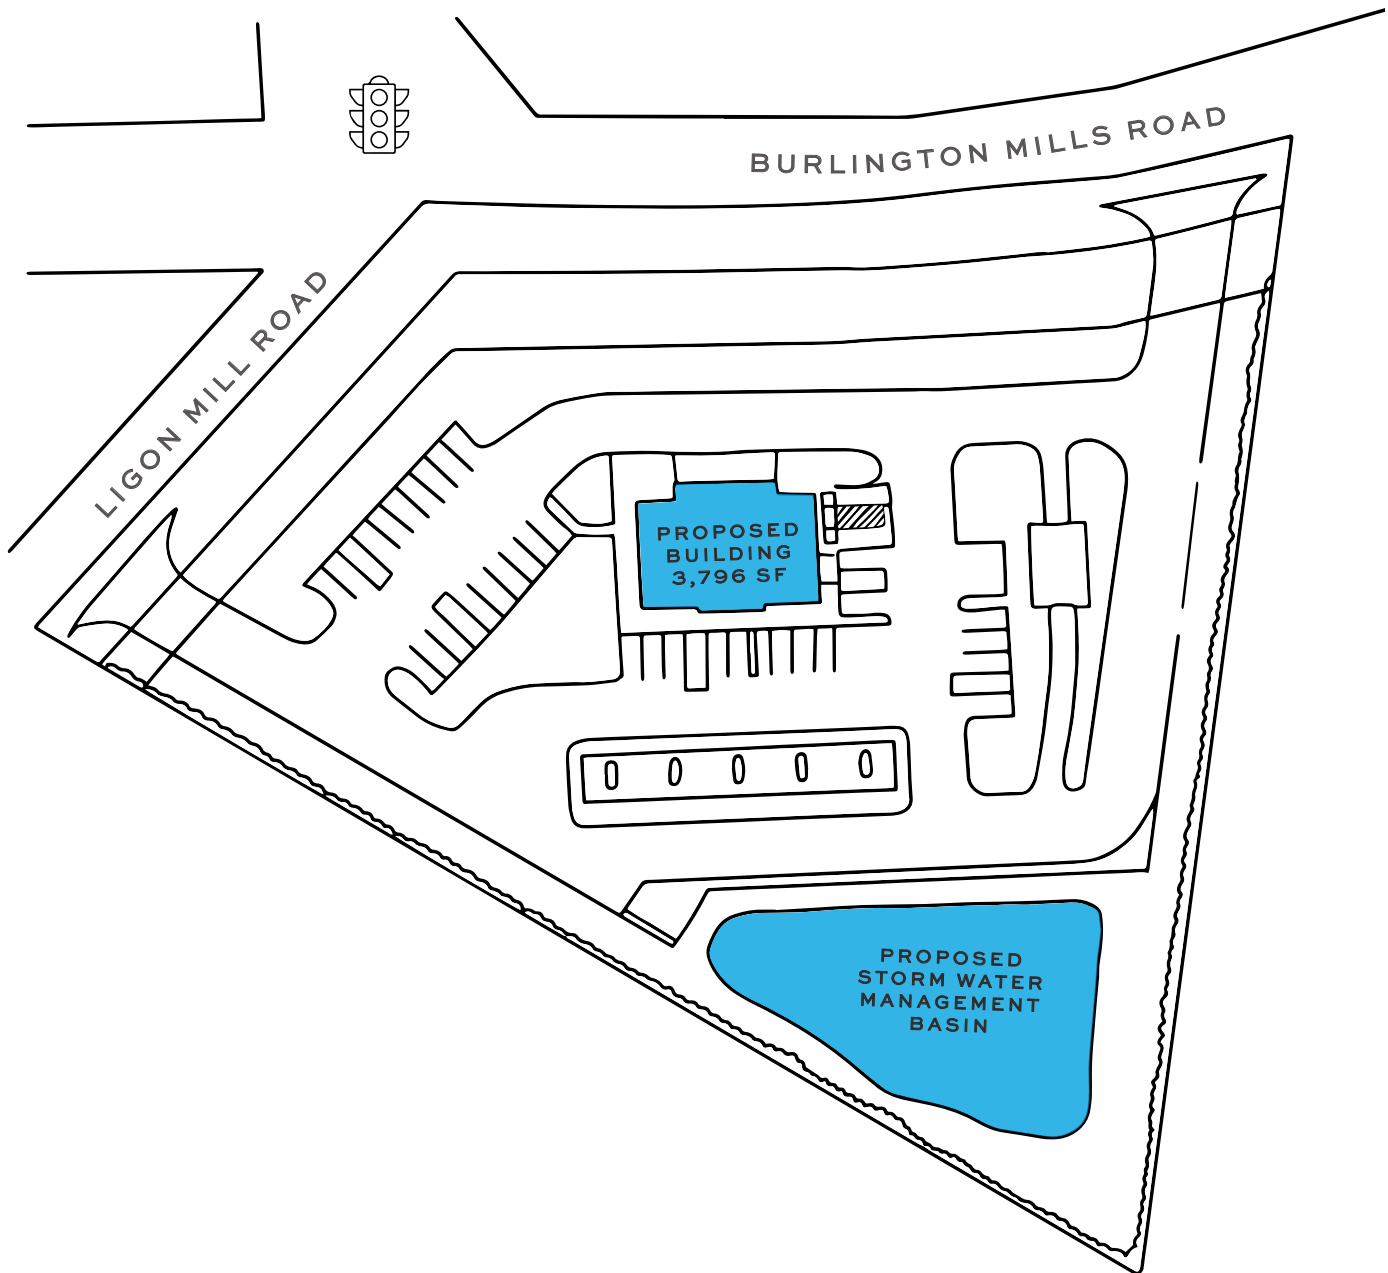 BURLINGTON MILLS ROAD
LIGON MILL ROAD
PROPOSED
BUILDING
3,796 SF
PROPOSED
STORM WATER
MANAGEMENT
BASIN